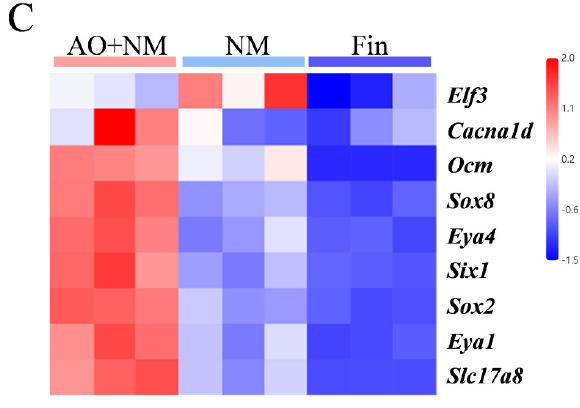 C
AO+NM NM Fin
Elf3
Cacna1d
Ocm
Sox8
Eya4
Six1
Sox2
Eya1
Slc17a8
2.0
1.1
0.2
-0.6
-1.5